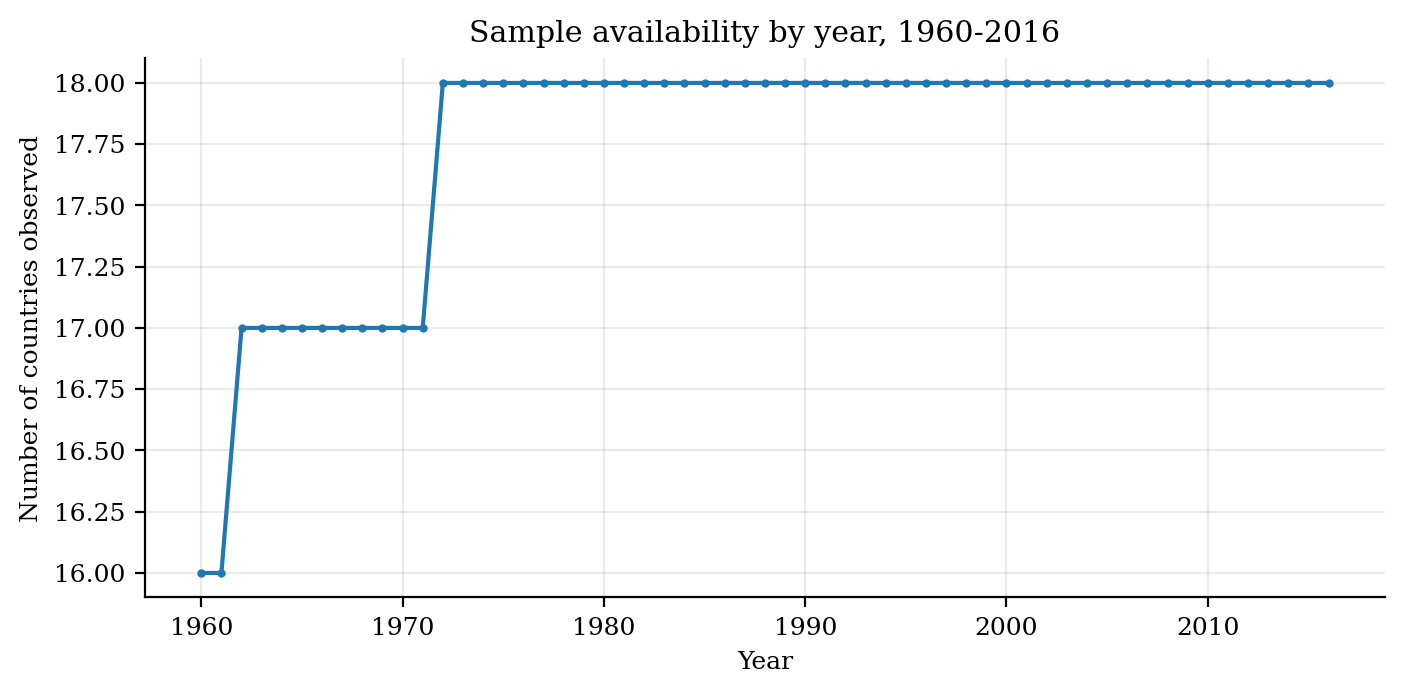 Sample availability by year, 1960-2016
Number of countries observed
18.00
17.75
17.50
17.25
17.00
16.75
16.50
16.25
16.00
1960 1970 1980 1990 2000 2010
Year